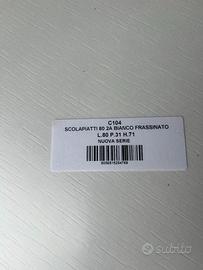 C104
SCOLAPIATTI 80 2A BIANCO FRASSINATO
L.80 P.31 H.71
NUOVA SERIE
subito